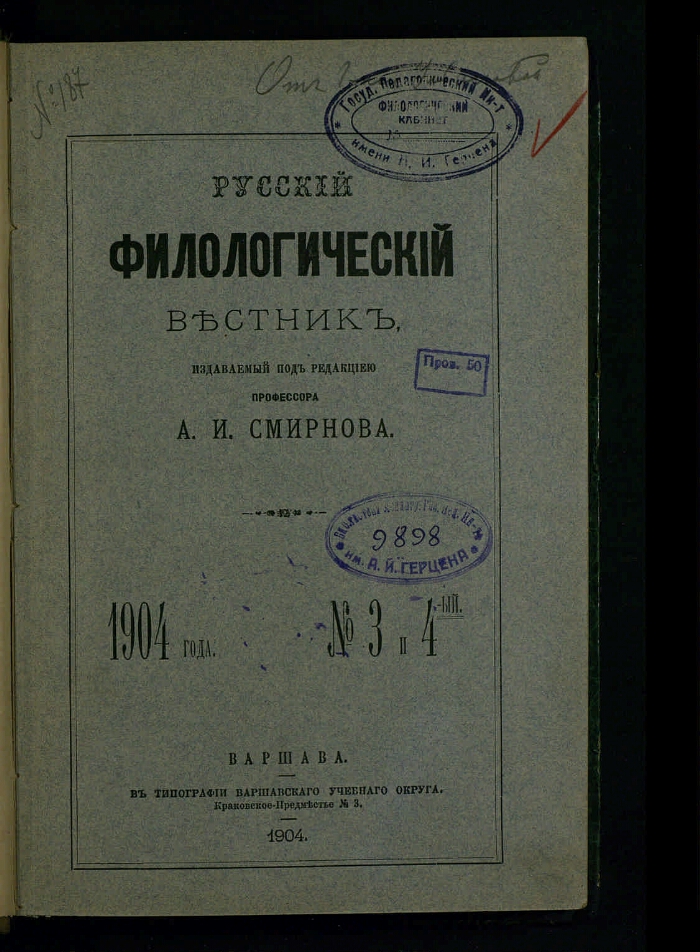 №187
Отъ
Госуд. Педагогический Ин-т
ФИЛОЛОГИЧЕСКИЙ
КАБИНЕТ
имени А. И. Герцена
РУССКІЙ
ФИЛОЛОГИЧЕСКІЙ
ВѢСТНИКЪ,
ИЗДАВАЕМЫЙ ПОДЪ РЕДАКЦІЕЮ
Пров. 50
ПРОФЕССОРА
А. И. СМИРНОВА.
9898
им. А. И. ГЕРЦЕНА
1904 ГОДА. № 3 и 4-ый.
ВАРШАВА.
ВЪ ТИПОГРАФІИ ВАРШАВСКАГО УЧЕБНАГО ОКРУГА.
Краковское-Предмѣстье № 3.
1904.